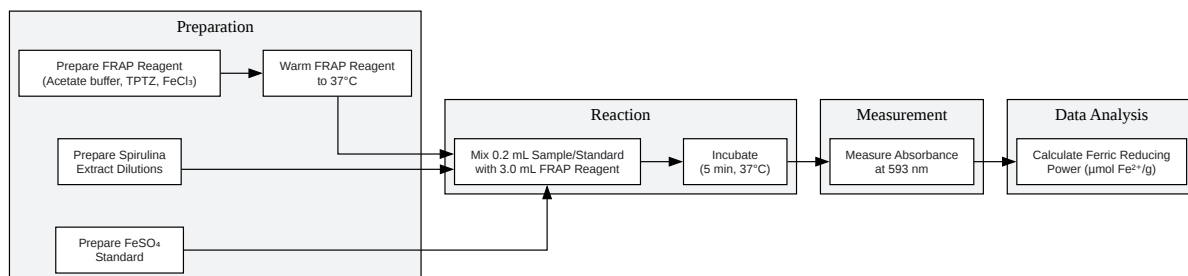 Preparation
Prepare FRAP Reagent
(Acetate buffer, TPTZ, FeCl₃)
Warm FRAP Reagent
to 37°C
Prepare Spirulina
Extract Dilutions
Prepare FeSO₄
Standard
Reaction
Mix 0.2 mL Sample/Standard
with 3.0 mL FRAP Reagent
Incubate
(5 min, 37°C)
Measurement
Measure Absorbance
at 593 nm
Data Analysis
Calculate Ferric Reducing
Power (µmol Fe²⁺/g)